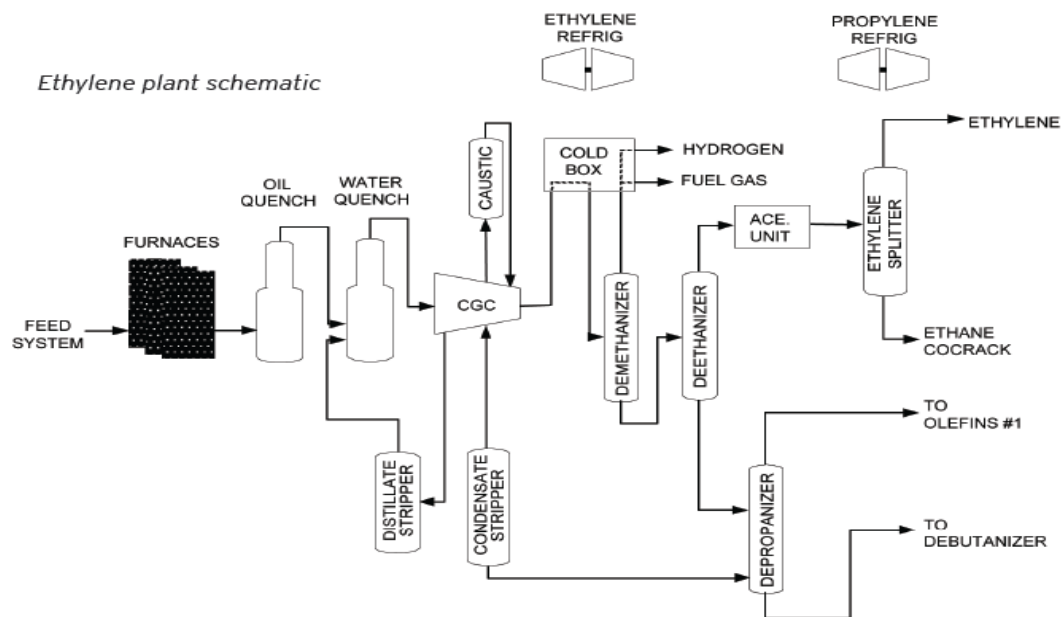 ETHYLENE
REFRIG
PROPYLENE
REFRIG
Ethylene plant schematic
ETHYLENE
CAUSTIC
COLD
BOX
HYDROGEN
FUEL GAS
OIL
QUENCH
WATER
QUENCH
ACE.
UNIT
ETHYLENE
SPLITTER
FURNACES
CGC
FEED
SYSTEM
DEMETHANIZER
DEETHANIZER
ETHANE
COCRACK
TO
OLEFINS #1
DISTILLATE
STRIPPER
CONDENSATE
STRIPPER
DEPROPANIZER
TO
DEBUTANIZER